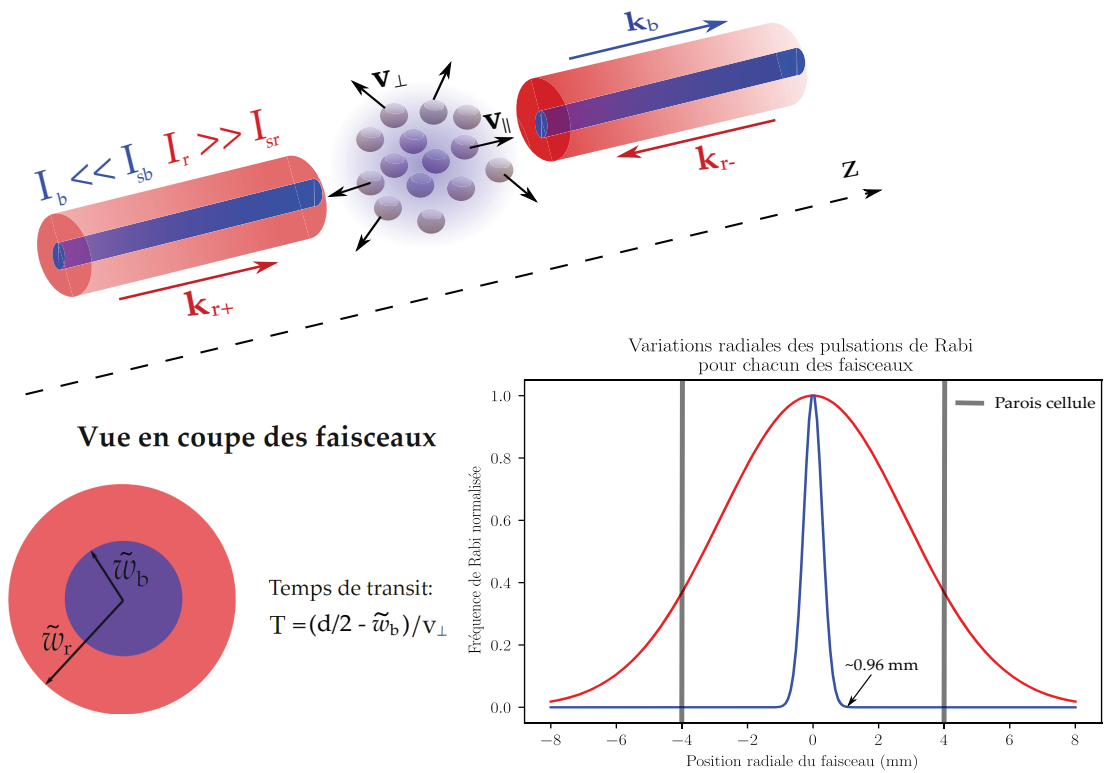 k_b
v_⊥
v_∥
I_b << I_sb I_r >> I_sr
k_r-
z
k_r+
Variations radiales des pulsations de Rabi
pour chacun des faisceaux
Parois cellule
Vue en coupe des faisceaux
w̃_b
w̃_r
Temps de transit:
T =(d/2 - w̃_b)/v_⊥
Fréquence de Rabi normalisée
1.0
0.8
0.6
0.4
0.2
0.0
~0.96 mm
−8 −6 −4 −2 0 2 4 6 8
Position radiale du faisceau (mm)